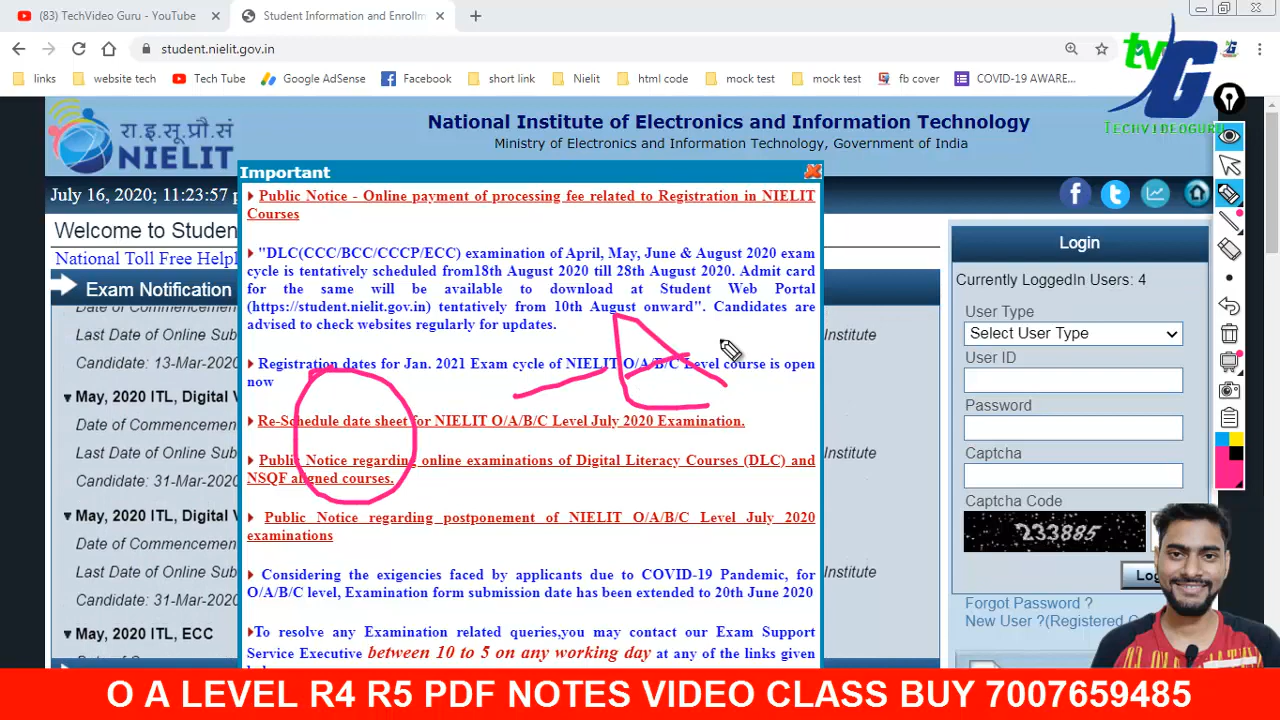 (83) TechVideo Guru - YouTube
Student Information and Enrollm
student.nielit.gov.in
links
website tech
Tech Tube
Google AdSense
Facebook
short link
Nielit
html code
mock test
mock test
fb cover
COVID-19 AWARE...
tv
G
TECHVIDEOGURU
रा.इ.सू.प्रौ.सं
NIELIT
National Institute of Electronics and Information Technology
Ministry of Electronics and Information Technology, Government of India
July 16, 2020; 11:23:57 p
Welcome to Studen
National Toll Free Help
Exam Notification
Last Date of Online Sub
Candidate: 13-Mar-2020
May, 2020 ITL, Digital
Date of Commencement
Last Date of Online Sub
Candidate: 31-Mar-2020
May, 2020 ITL, Digital
Date of Commencement
Last Date of Online Sub
Candidate: 31-Mar-2020
May, 2020 ITL, ECC
Institute
Institute
Institute
Important
Public Notice - Online payment of processing fee related to Registration in NIELIT
Courses
"DLC(CCC/BCC/CCCP/ECC) examination of April, May, June & August 2020 exam
cycle is tentatively scheduled from18th August 2020 till 28th August 2020. Admit card
for the same will be available to download at Student Web Portal
(https://student.nielit.gov.in) tentatively from 10th August onward". Candidates are
advised to check websites regularly for updates.
Registration dates for Jan. 2021 Exam cycle of NIELIT O/A/B/C Level course is open
now
Re-Schedule date sheet for NIELIT O/A/B/C Level July 2020 Examination.
Public Notice regarding online examinations of Digital Literacy Courses (DLC) and
NSQF aligned courses.
Public Notice regarding postponement of NIELIT O/A/B/C Level July 2020
examinations
Considering the exigencies faced by applicants due to COVID-19 Pandemic, for
O/A/B/C level, Examination form submission date has been extended to 20th June 2020
To resolve any Examination related queries,you may contact our Exam Support
Service Executive between 10 to 5 on any working day at any of the links given
Login
Currently LoggedIn Users: 4
User Type
Select User Type
User ID
Password
Captcha
Captcha Code
233885
Log
Forgot Password ?
New User ?(Registered
O A LEVEL R4 R5 PDF NOTES VIDEO CLASS BUY 7007659485